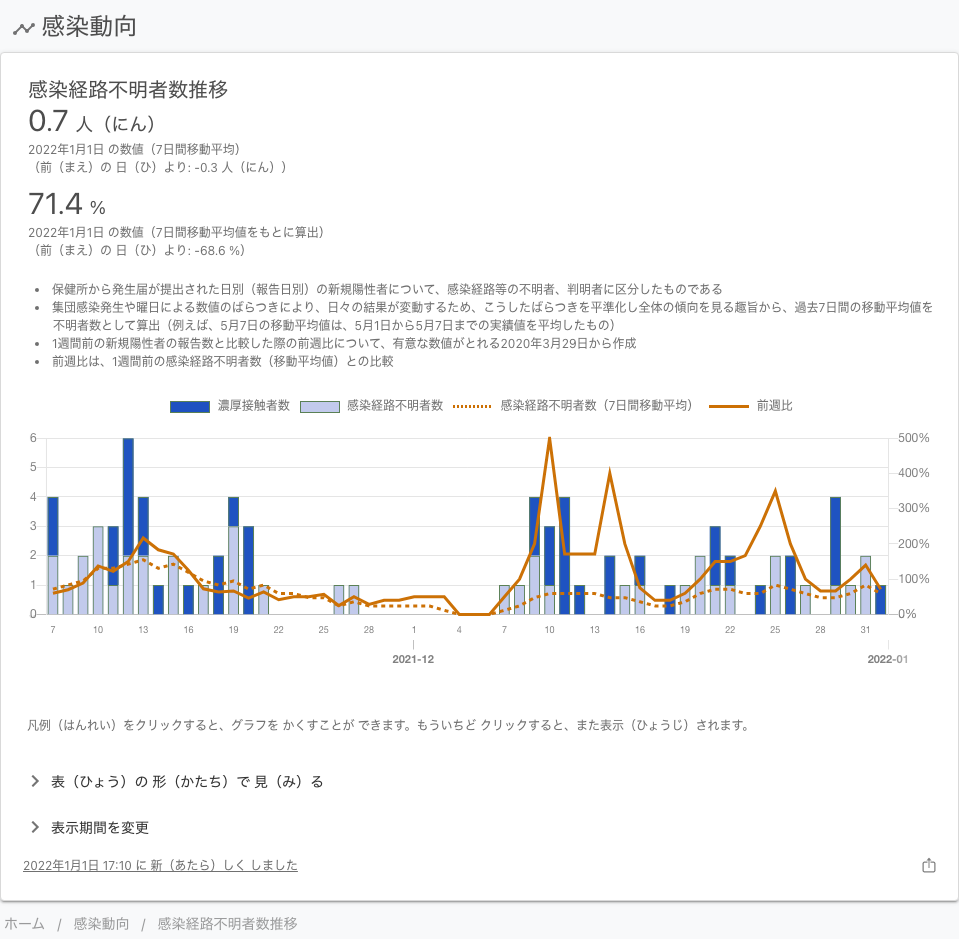 感染動向
感染経路不明者数推移
0.7 人（にん）
2022年1月1日 の数値（7日間移動平均）
（前（まえ）の 日（ひ）より: -0.3 人（にん））
71.4 %
2022年1月1日 の数値（7日間移動平均値をもとに算出）
（前（まえ）の 日（ひ）より: -68.6 %）
• 保健所から発生届が提出された日別（報告日別）の新規陽性者について、感染経路等の不明者、判明者に区分したものである
• 集団感染発生や曜日による数値のばらつきにより、日々の結果が変動するため、こうしたばらつきを平準化し全体の傾向を見る趣旨から、過去7日間の移動平均値を
不明者数として算出（例えば、5月7日の移動平均値は、5月1日から5月7日までの実績値を平均したもの）
• 1週間前の新規陽性者の報告数と比較した際の前週比について、有意な数値がとれる2020年3月29日から作成
• 前週比は、1週間前の感染経路不明者数（移動平均値）との比較
濃厚接触者数 感染経路不明者数 感染経路不明者数（7日間移動平均） 前週比
6 500%
5 400%
4 300%
3 200%
2 100%
1 0%
0
7 10 13 16 19 22 25 28 1 4 7 10 13 16 19 22 25 28 31
2021-12 2022-01
凡例（はんれい）をクリックすると、グラフを かくすことが できます。もういちど クリックすると、また表示（ひょうじ）されます。
表（ひょう）の 形（かたち）で 見（み）る
表示期間を変更
2022年1月1日 17:10 に 新（あたら）しく しました
ホーム / 感染動向 / 感染経路不明者数推移